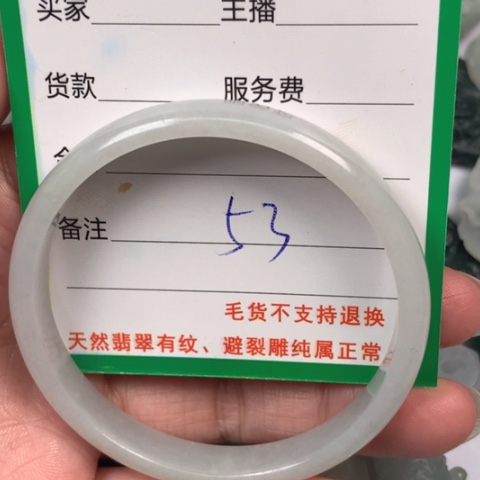 买家 主播
货款 服务费
备注 53
毛货不支持退换
天然翡翠有纹、避裂雕纯属正常